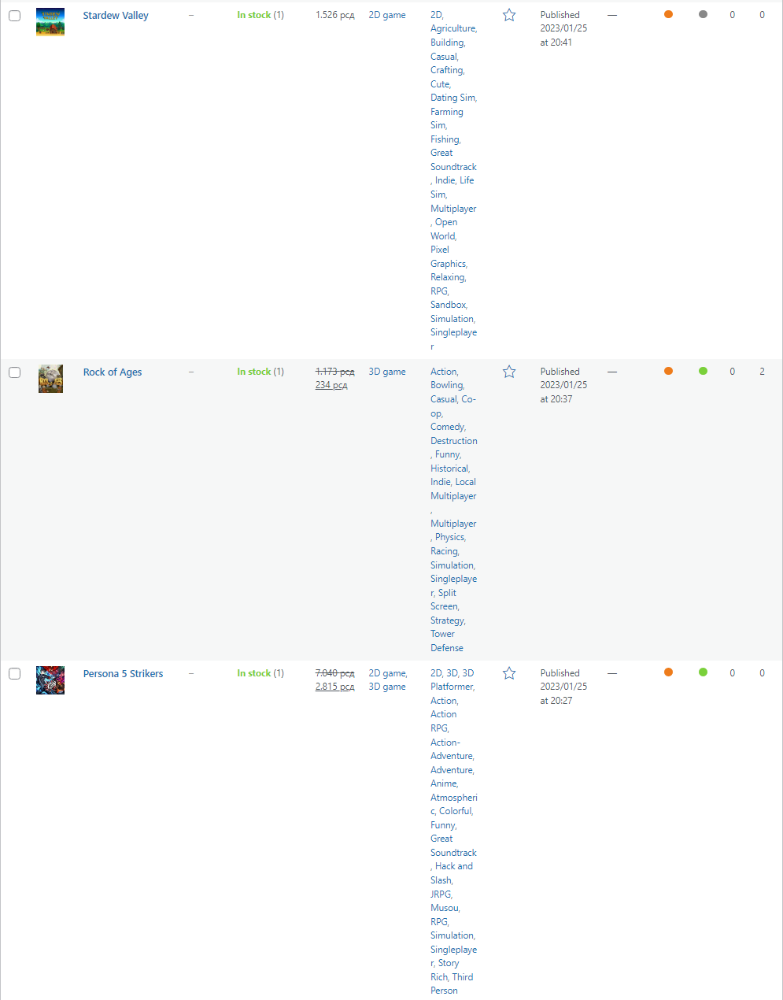 Stardew Valley – In stock (1) 1.526 рсд 2D game 2D, Published — 0 0
Agriculture, 2023/01/25
Building, at 20:41
Casual,
Crafting,
Cute,
Dating Sim,
Farming
Sim,
Fishing,
Great
Soundtrack
, Indie, Life
Sim,
Multiplayer
, Open
World,
Pixel
Graphics,
Relaxing,
RPG,
Sandbox,
Simulation,
Singleplaye
r
Rock of Ages – In stock (1) 1.173 рсд 3D game Action, Published — 0 2
234 рсд Bowling, 2023/01/25
Casual, Co- at 20:37
op,
Comedy,
Destruction
, Funny,
Historical,
Indie, Local
Multiplayer
,
Multiplayer
, Physics,
Racing,
Simulation,
Singleplaye
r, Split
Screen,
Strategy,
Tower
Defense
Persona 5 Strikers – In stock (1) 7.040 рсд 2D game, 2D, 3D, 3D Published — 0 0
2.815 рсд 3D game Platformer, 2023/01/25
Action, at 20:27
Action
RPG,
Action-
Adventure,
Adventure,
Anime,
Atmospheri
c, Colorful,
Funny,
Great
Soundtrack
, Hack and
Slash,
JRPG,
Musou,
RPG,
Simulation,
Singleplaye
r, Story
Rich, Third
Person